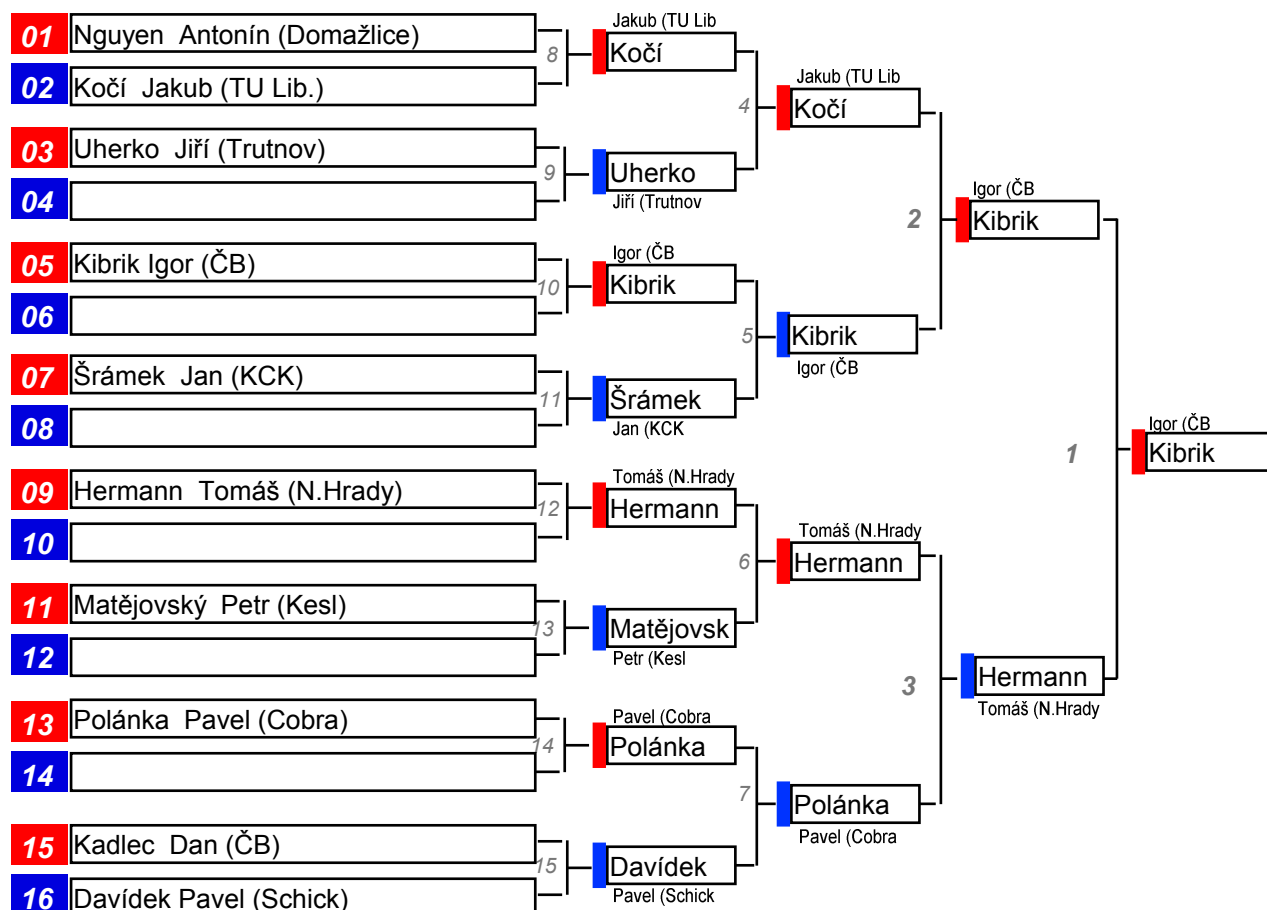 01 Nguyen Antonín (Domažlice)
02 Kočí Jakub (TU Lib.)
03 Uherko Jiří (Trutnov)
04
05 Kibrik Igor (ČB)
06
07 Šrámek Jan (KCK)
08
09 Hermann Tomáš (N.Hrady)
10
11 Matějovský Petr (Kesl)
12
13 Polánka Pavel (Cobra)
14
15 Kadlec Dan (ČB)
16 Davídek Pavel (Schick)
8
9
10
11
12
13
14
15
Jakub (TU Lib
Kočí
Uherko
Jiří (Trutnov
Igor (ČB
Kibrik
Šrámek
Jan (KCK
Tomáš (N.Hrady
Hermann
Matějovsk
Petr (Kesl
Pavel (Cobra
Polánka
Davídek
Pavel (Schick
4
5
6
7
Jakub (TU Lib
Kočí
Kibrik
Igor (ČB
Tomáš (N.Hrady
Hermann
Polánka
Pavel (Cobra
2
3
Igor (ČB
Kibrik
Hermann
Tomáš (N.Hrady
1
Igor (ČB
Kibrik